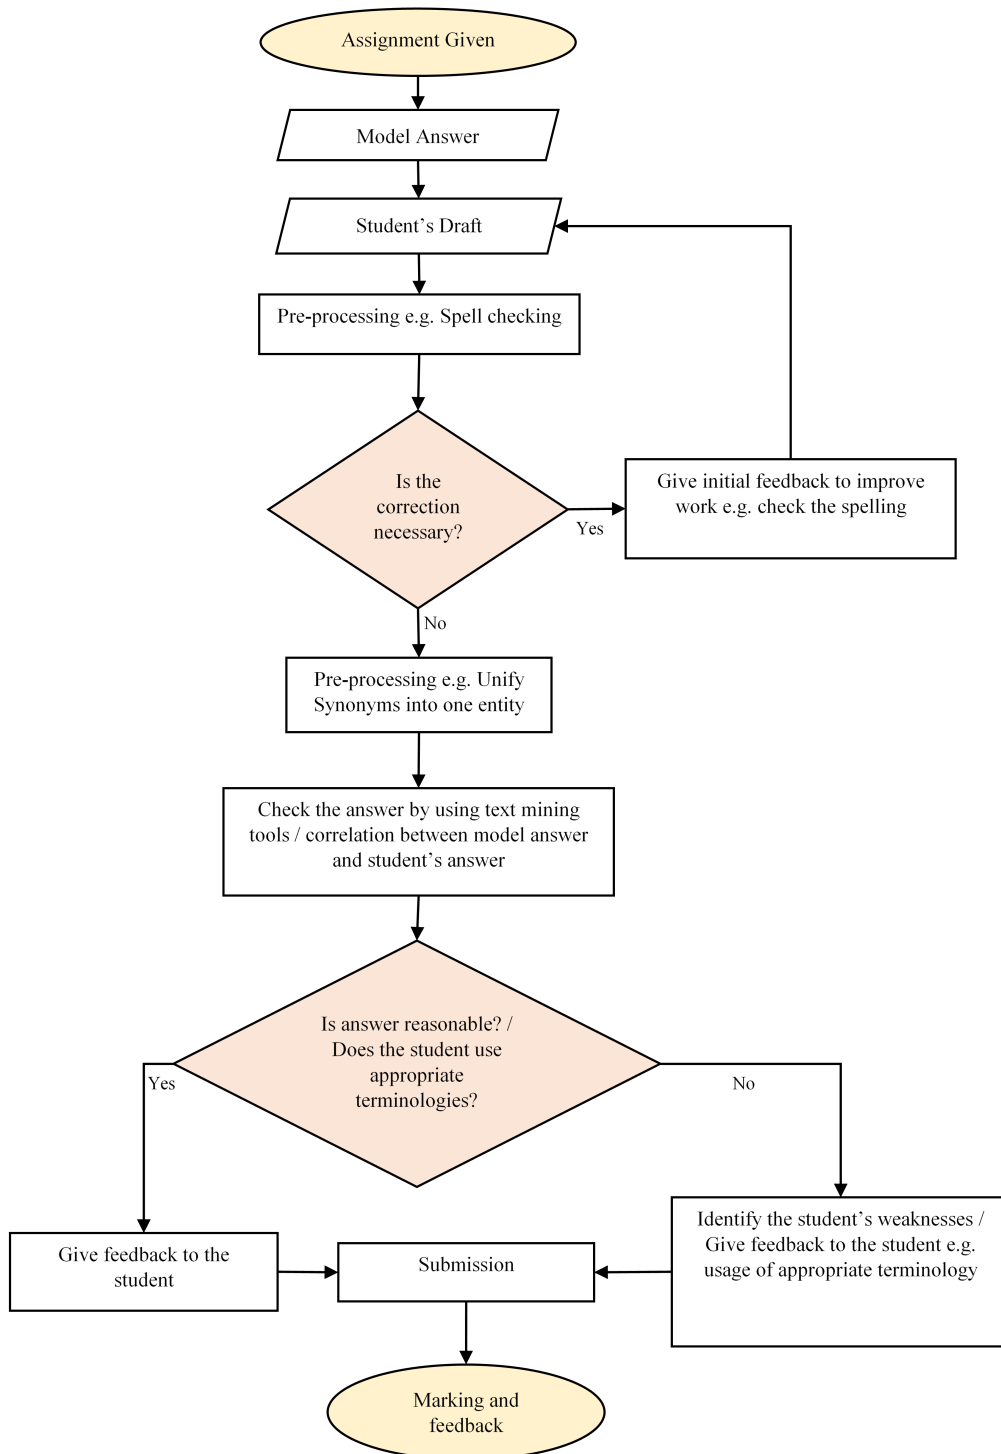 Assignment Given
Model Answer
Student’s Draft
Pre-processing e.g. Spell checking
Is the
correction
necessary?
Yes
Give initial feedback to improve
work e.g. check the spelling
No
Pre-processing e.g. Unify
Synonyms into one entity
Check the answer by using text mining
tools / correlation between model answer
and student’s answer
Is answer reasonable? /
Does the student use
appropriate
terminologies?
Yes
No
Give feedback to the
student
Submission
Identify the student’s weaknesses /
Give feedback to the student e.g.
usage of appropriate terminology
Marking and
feedback